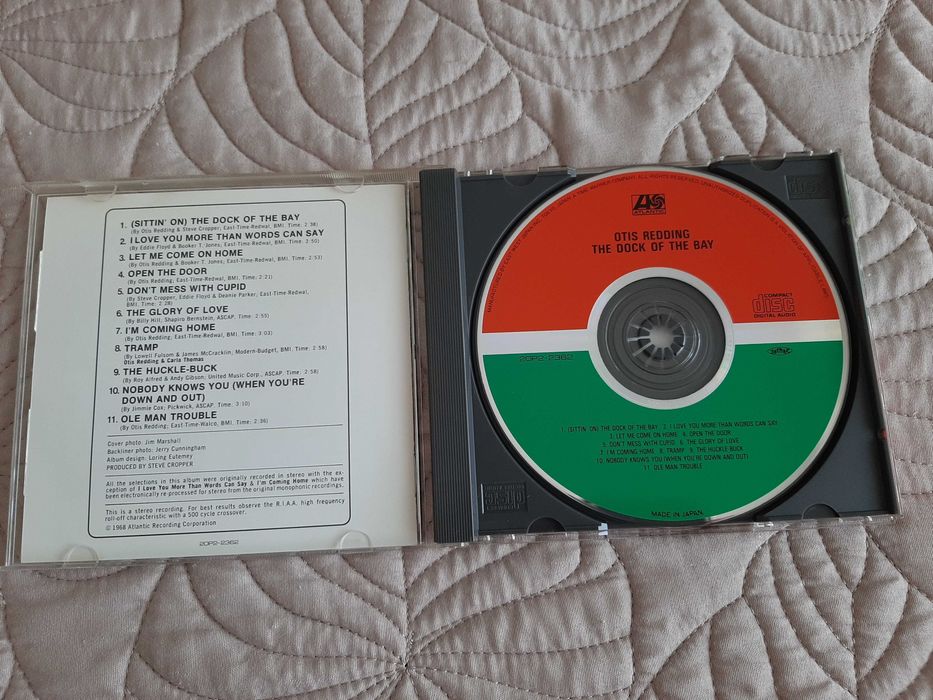 1. (SITTIN' ON) THE DOCK OF THE BAY
(By Otis Redding & Steve Cropper, East-Time-Redwal, BMI. Time: 2:38)
2. I LOVE YOU MORE THAN WORDS CAN SAY
(By Eddie Floyd & Booker T. Jones, East-Time-Redwal, BMI. Time: 2:50)
3. LET ME COME ON HOME
(By Otis Redding & Booker T. Jones, East-Time-Redwal, BMI. Time: 2:53)
4. OPEN THE DOOR
(By Otis Redding, East-Time-Redwal, BMI. Time: 2:21)
5. DON'T MESS WITH CUPID
(By Steve Cropper, Eddie Floyd & Deanie Parker, East-Time-Redwal,
BMI. Time: 2:28)
6. THE GLORY OF LOVE
(By Billy Hill; Shapiro Bernstein, ASCAP. Time: 2:55)
7. I'M COMING HOME
(By Otis Redding, East-Time-Redwal, BMI. Time: 3:03)
8. TRAMP
(By Lowell Fulsom & James McCracklin, Modern-Budget, BMI. Time: 2:58)
Otis Redding & Carla Thomas
9. THE HUCKLE-BUCK
(By Roy Alfred & Andy Gibson; United Music Corp., ASCAP. Time: 2:58)
10. NOBODY KNOWS YOU (WHEN YOU'RE
DOWN AND OUT)
(By Jimmie Cox; Pickwick, ASCAP. Time: 3:10)
11. OLE MAN TROUBLE
(By Otis Redding; East-Time-Waico, BMI. Time: 2:36)
Cover photo: Jim Marshall
Backliner photo: Jerry Cunningham
Album design: Loring Eutemey
PRODUCED BY STEVE CROPPER
All the selections in this album were originally recorded in stereo with the ex-
ception of I Love You More Than Words Can Say & I'm Coming Home which have
been electronically re-processed for stereo from the original monophonic recordings.
This is a stereo recording. For best results observe the R.I.A.A. high frequency
roll-off characteristic with a 500 cycle crossover.
© 1968 Atlantic Recording Corporation
20P2-2362
ATLANTIC
OTIS REDDING
THE DOCK OF THE BAY
COMPACT
disc
DIGITAL AUDIO
20P2-2362
1. (SITTIN' ON) THE DOCK OF THE BAY 2. I LOVE YOU MORE THAN WORDS CAN SAY
3. LET ME COME ON HOME 4. OPEN THE DOOR
5. DON'T MESS WITH CUPID 6. THE GLORY OF LOVE
7. I'M COMING HOME 8. TRAMP 9. THE HUCKLE-BUCK
10. NOBODY KNOWS YOU (WHEN YOU'RE DOWN AND OUT)
11. OLE MAN TROUBLE
MADE IN JAPAN